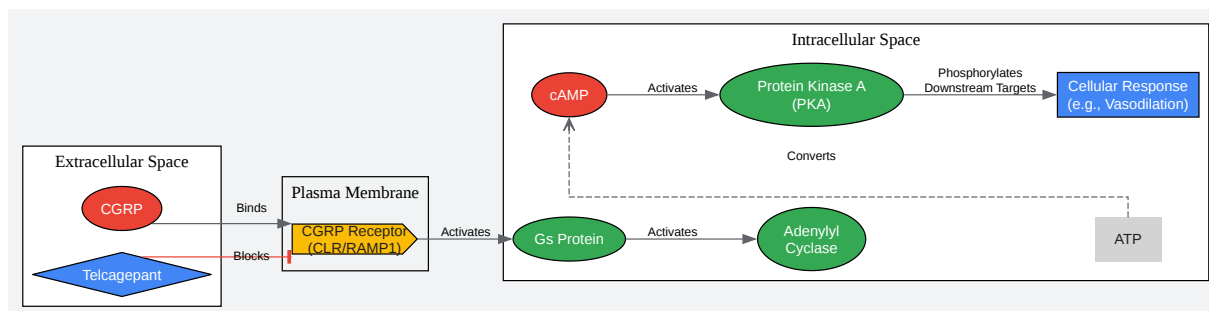 Extracellular Space
CGRP
Telcagepant
Binds
Blocks
Plasma Membrane
CGRP Receptor
(CLR/RAMP1)
Activates
Intracellular Space
cAMP
Activates
Protein Kinase A
(PKA)
Phosphorylates
Downstream Targets
Cellular Response
(e.g., Vasodilation)
Converts
Gs Protein
Activates
Adenylyl
Cyclase
ATP